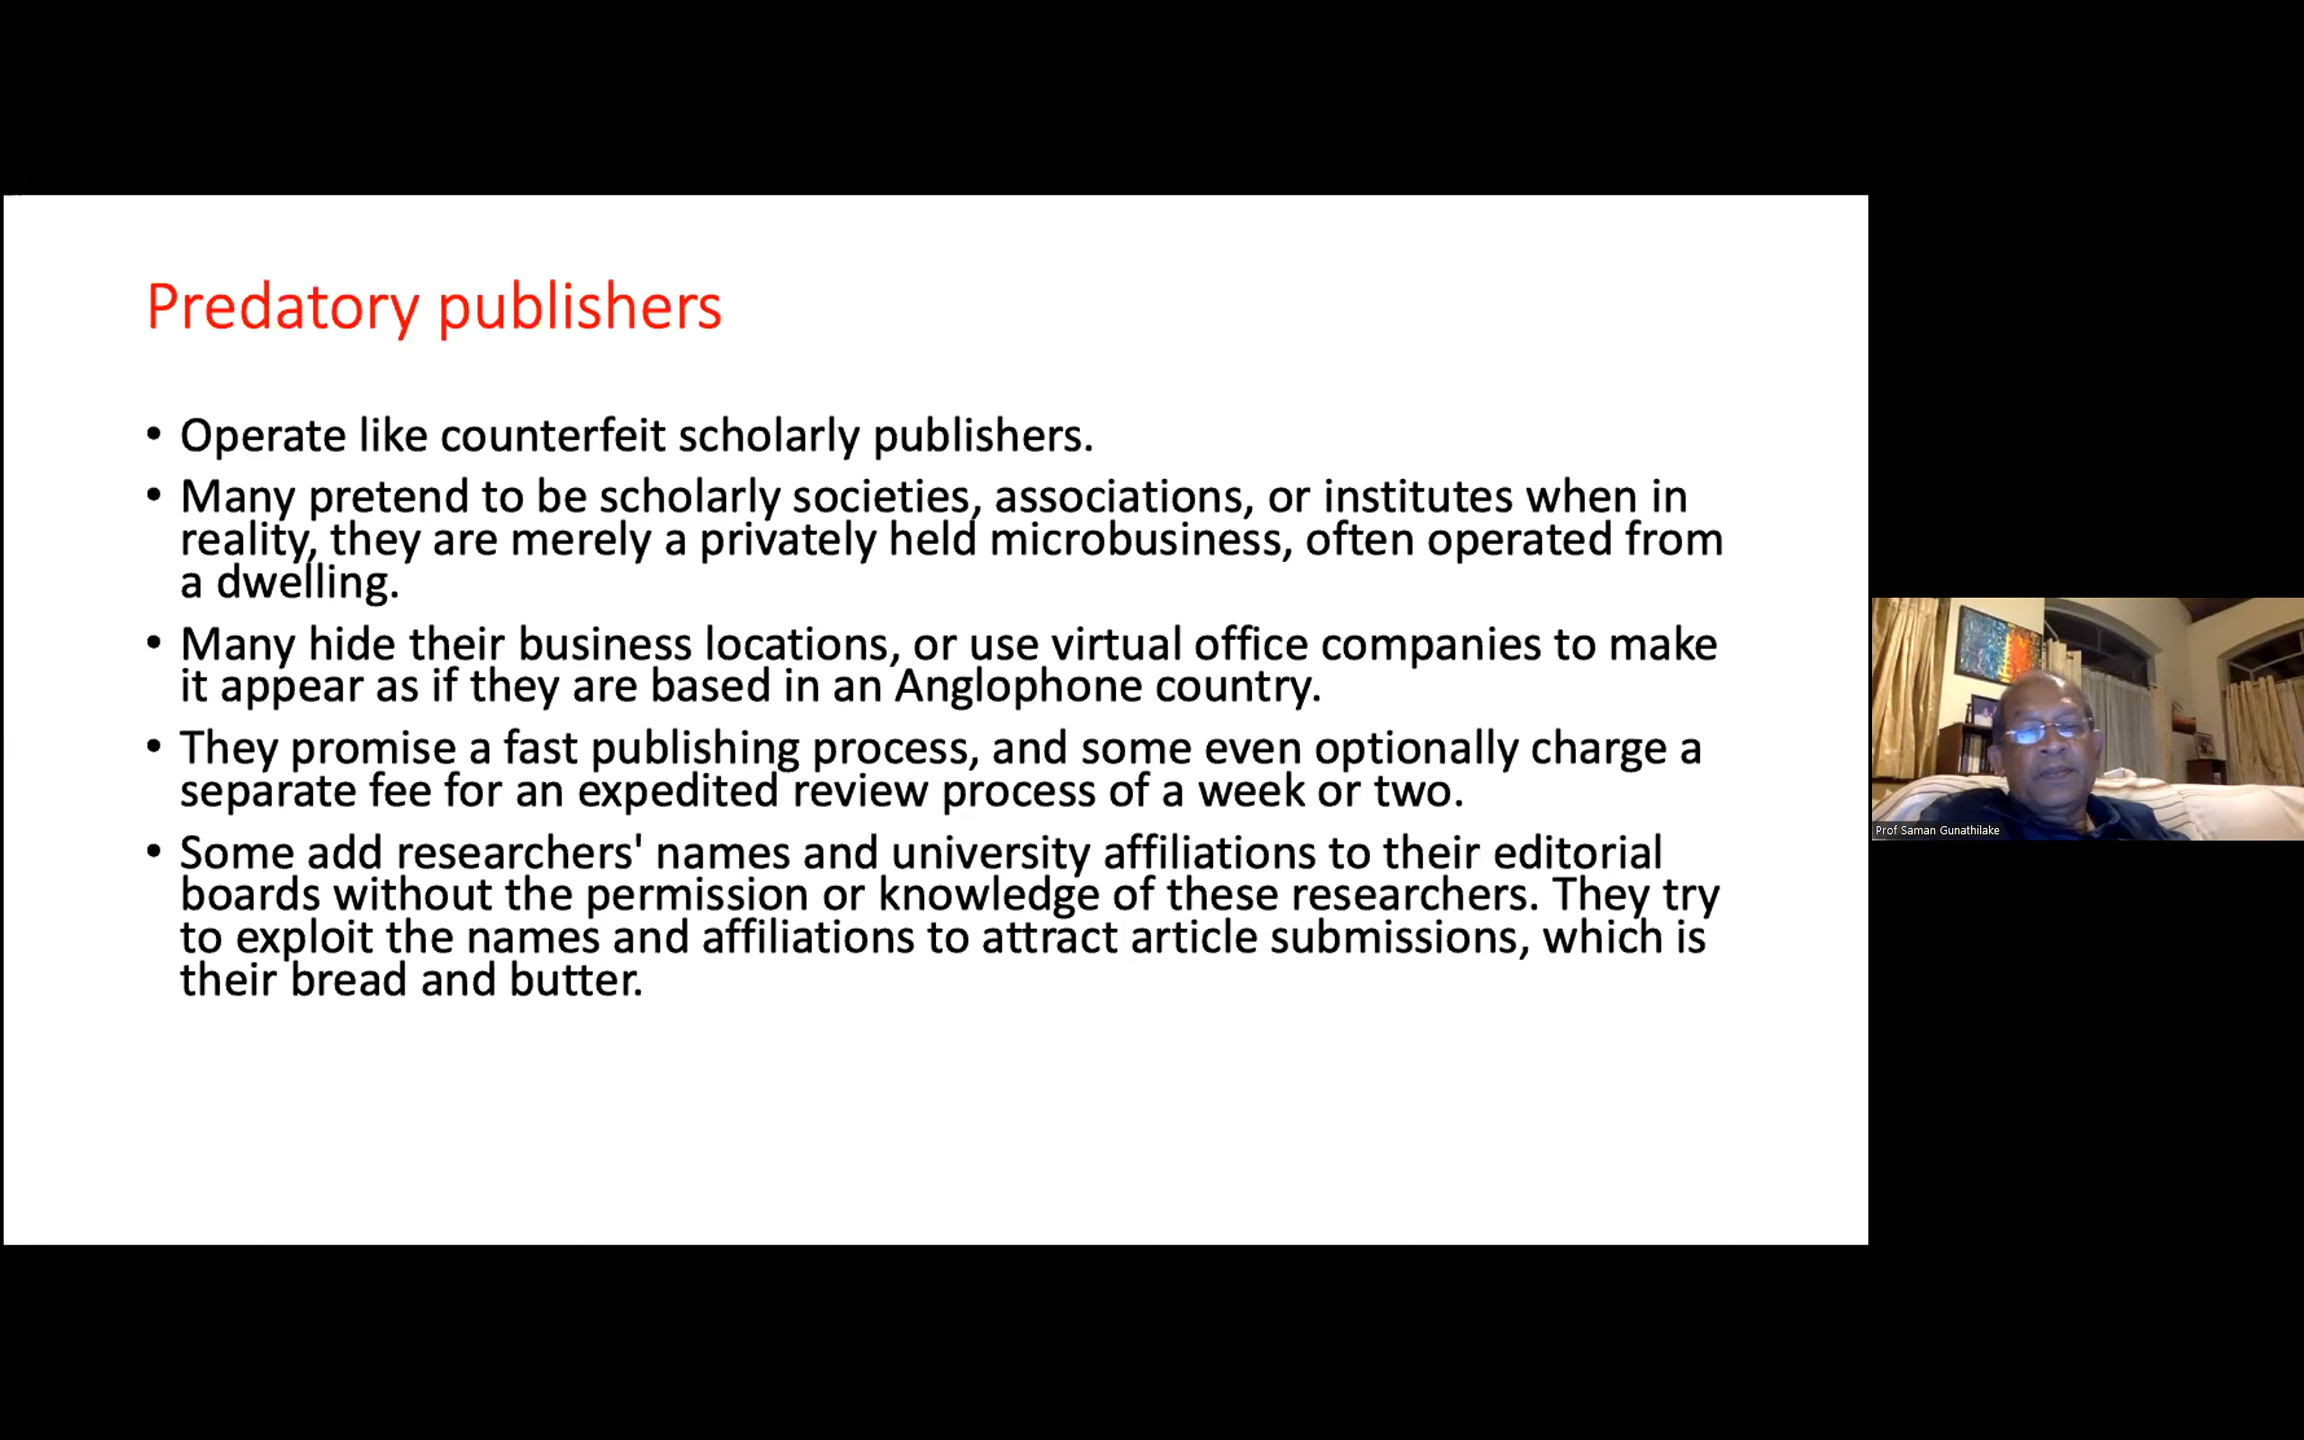 Predatory publishers
• Operate like counterfeit scholarly publishers.
• Many pretend to be scholarly societies, associations, or institutes when in
reality, they are merely a privately held microbusiness, often operated from
a dwelling.
• Many hide their business locations, or use virtual office companies to make
it appear as if they are based in an Anglophone country.
• They promise a fast publishing process, and some even optionally charge a
separate fee for an expedited review process of a week or two.
• Some add researchers' names and university affiliations to their editorial
boards without the permission or knowledge of these researchers. They try
to exploit the names and affiliations to attract article submissions, which is
their bread and butter.
Prof Saman Gunathilake